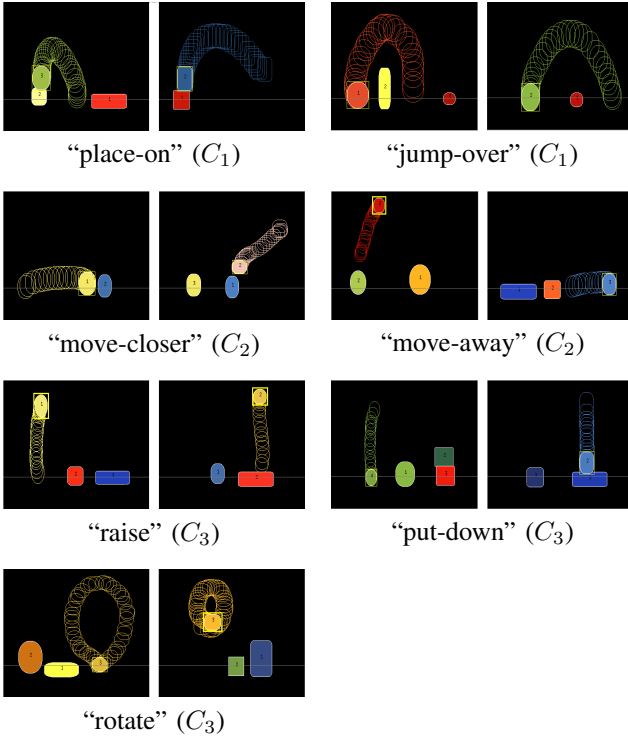 “place-on” (C₁) “jump-over” (C₁)
“move-closer” (C₂) “move-away” (C₂)
“raise” (C₃) “put-down” (C₃)
“rotate” (C₃)